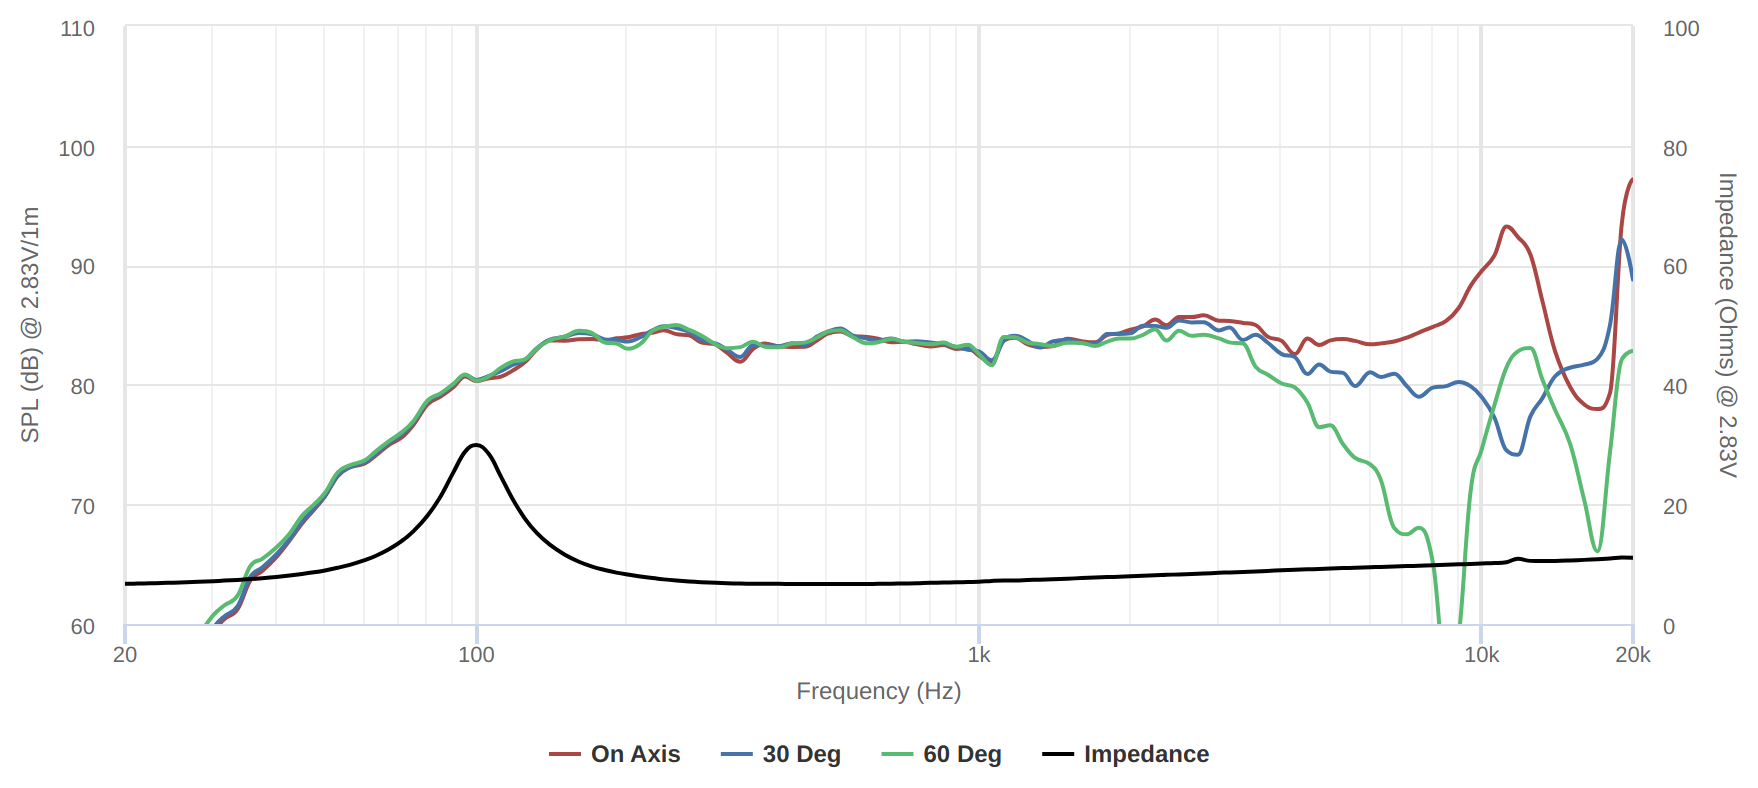 110
100
90
80
70
60
SPL (dB) @ 2.83V/1m
100
80
60
40
20
0
Impedance (Ohms) @ 2.83V
20
100
1k
10k
20k
Frequency (Hz)
On Axis
30 Deg
60 Deg
Impedance